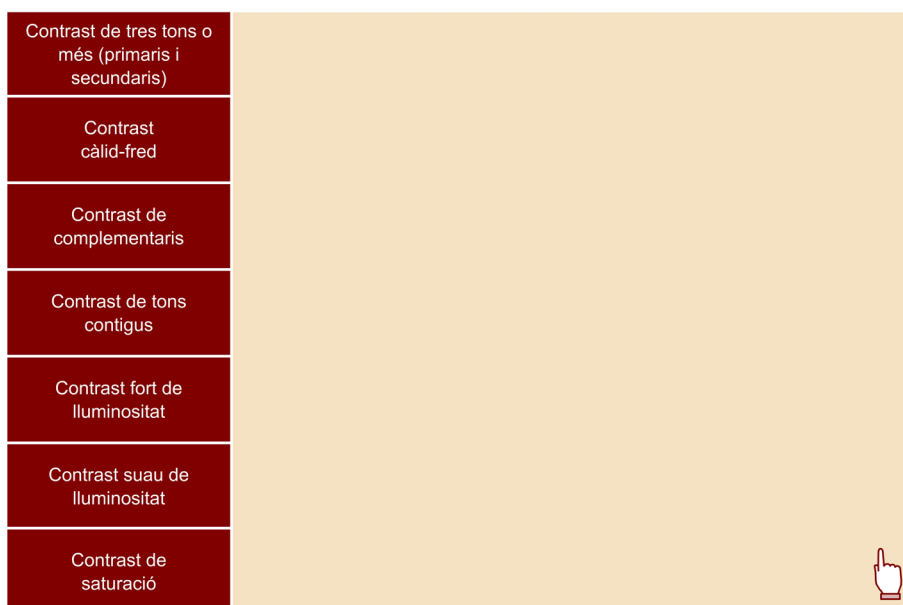 Contrast de tres tons o
més (primaris i
secundaris)
Contrast
càlid-fred
Contrast de
complementaris
Contrast de tons
contigus
Contrast fort de
lluminositat
Contrast suau de
lluminositat
Contrast de
saturació